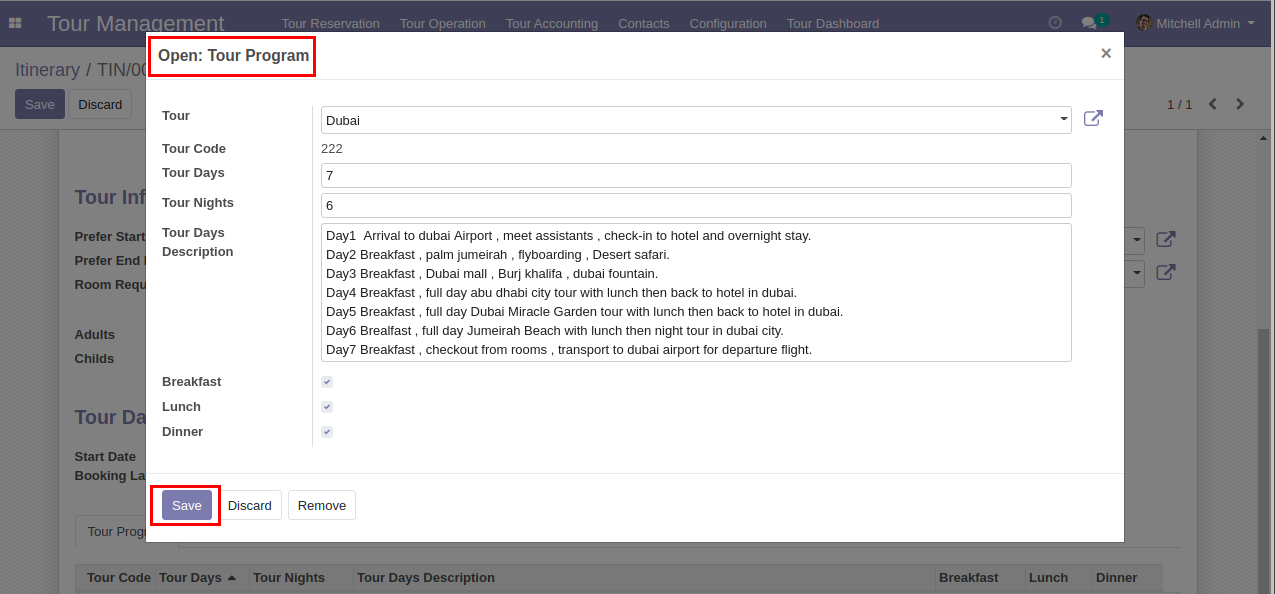 Tour Management
Tour Reservation Tour Operation Tour Accounting Contacts Configuration Tour Dashboard
1 Mitchell Admin
Itinerary / TIN/00
Save Discard
1 / 1
Open: Tour Program
×
Tour Dubai
Tour Code 222
Tour Days 7
Tour Nights 6
Tour Days
Description
Day1 Arrival to dubai Airport , meet assistants , check-in to hotel and overnight stay.
Day2 Breakfast , palm jumeirah , flyboarding , Desert safari.
Day3 Breakfast , Dubai mall , Burj khalifa , dubai fountain.
Day4 Breakfast , full day abu dhabi city tour with lunch then back to hotel in dubai.
Day5 Breakfast , full day Dubai Miracle Garden tour with lunch then back to hotel in dubai.
Day6 Brealfast , full day Jumeirah Beach with lunch then night tour in dubai city.
Day7 Breakfast , checkout from rooms , transport to dubai airport for departure flight.
Breakfast
Lunch
Dinner
Save Discard Remove
Tour Inf
Prefer Start
Prefer End
Room Requ
Adults
Childs
Tour Da
Start Date
Booking La
Tour Prog
Tour Code Tour Days Tour Nights Tour Days Description Breakfast Lunch Dinner